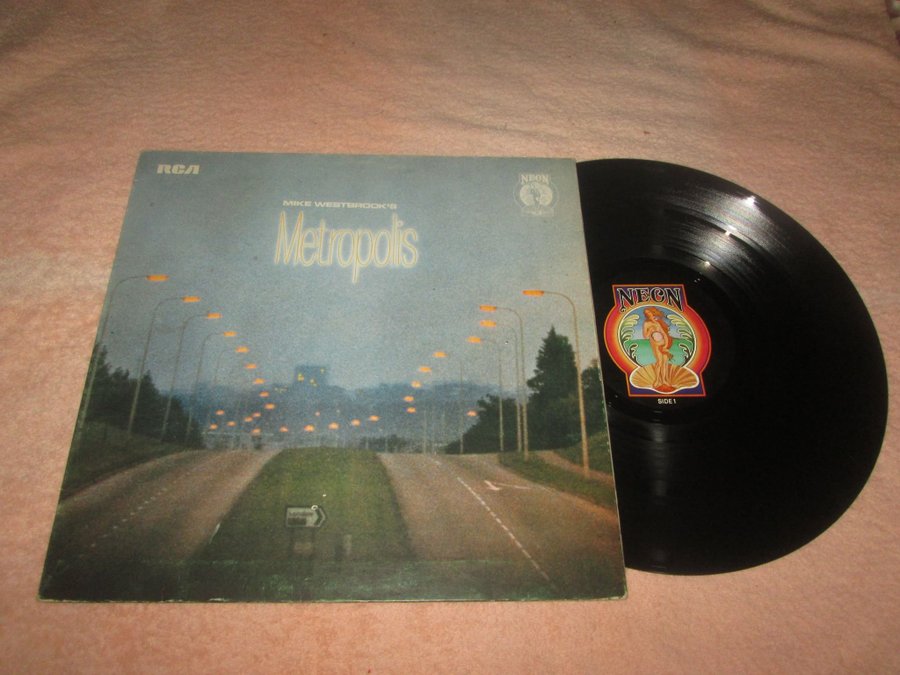 RCA
NEON
MIKE WESTBROOK'S
Metropolis
NEON
SIDE 1